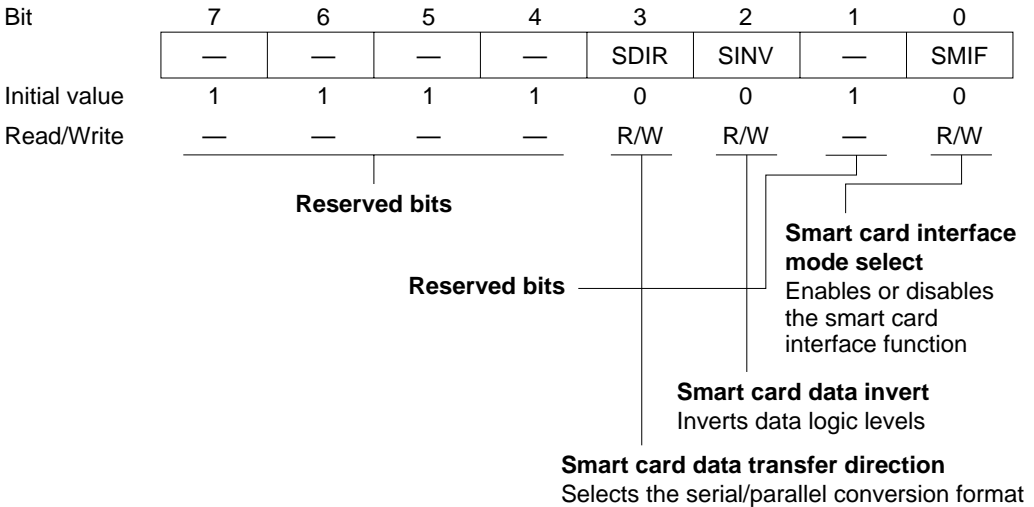 Bit 7 6 5 4 3 2 1 0
— — — — SDIR SINV — SMIF
Initial value 1 1 1 1 0 0 1 0
Read/Write — — — — R/W R/W — R/W
Reserved bits
Smart card interface
mode select
Enables or disables
the smart card
interface function
Reserved bits
Smart card data invert
Inverts data logic levels
Smart card data transfer direction
Selects the serial/parallel conversion format